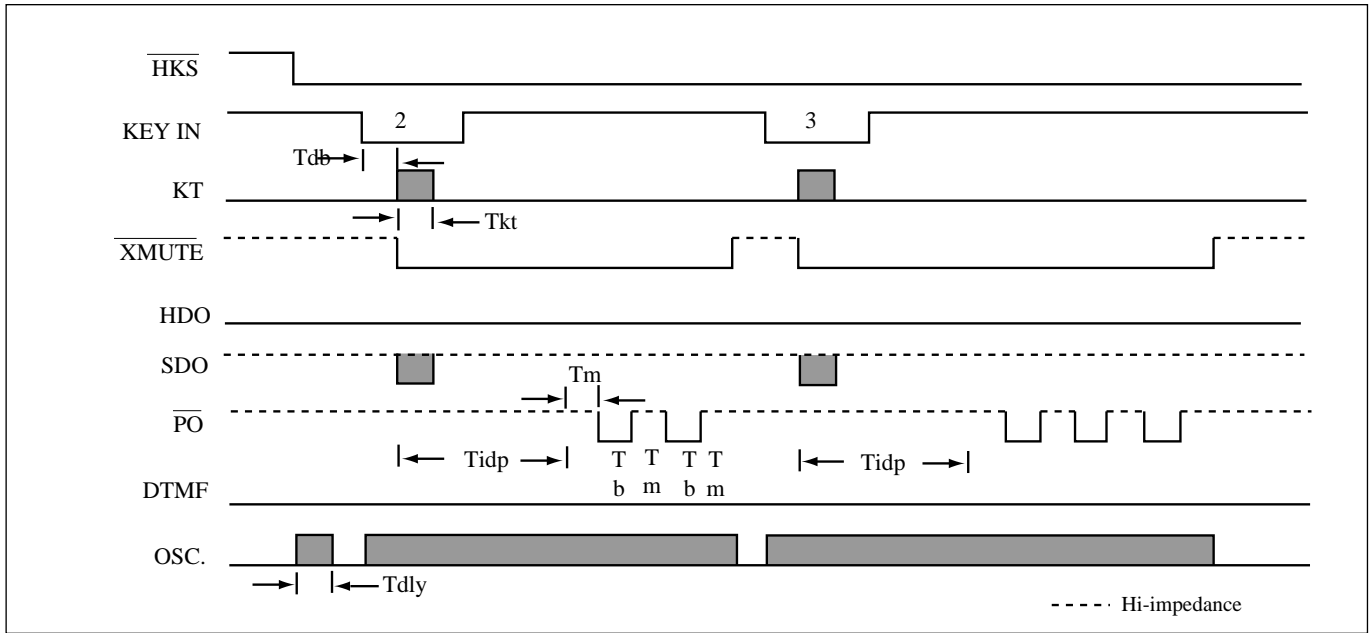 HKS
KEY IN
2
3
Tdb
KT
Tkt
XMUTE
HDO
SDO
Tm
PO
Tidp
T
b
T
m
T
b
T
m
Tidp
DTMF
OSC.
Tdly
Hi-impedance